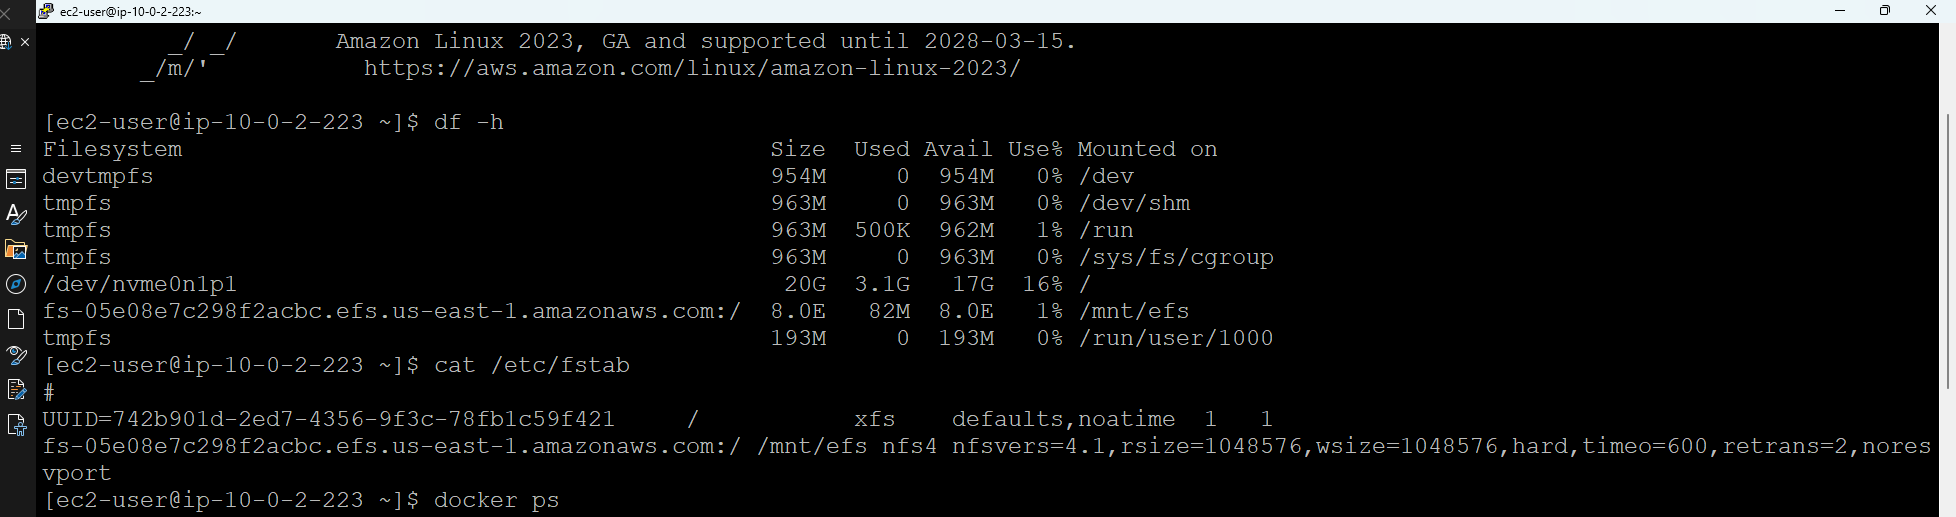 ec2-user@ip-10-0-2-223:~
_/ _/ Amazon Linux 2023, GA and supported until 2028-03-15.
_/m/' https://aws.amazon.com/linux/amazon-linux-2023/
[ec2-user@ip-10-0-2-223 ~]$ df -h
Filesystem Size Used Avail Use% Mounted on
devtmpfs 954M 0 954M 0% /dev
tmpfs 963M 0 963M 0% /dev/shm
tmpfs 963M 500K 962M 1% /run
tmpfs 963M 0 963M 0% /sys/fs/cgroup
/dev/nvme0n1p1 20G 3.1G 17G 16% /
fs-05e08e7c298f2acbc.efs.us-east-1.amazonaws.com:/ 8.0E 82M 8.0E 1% /mnt/efs
tmpfs 193M 0 193M 0% /run/user/1000
[ec2-user@ip-10-0-2-223 ~]$ cat /etc/fstab
#
UUID=742b901d-2ed7-4356-9f3c-78fb1c59f421 / xfs defaults,noatime 1 1
fs-05e08e7c298f2acbc.efs.us-east-1.amazonaws.com:/ /mnt/efs nfs4 nfsvers=4.1,rsize=1048576,wsize=1048576,hard,timeo=600,retrans=2,nores
vport
[ec2-user@ip-10-0-2-223 ~]$ docker ps